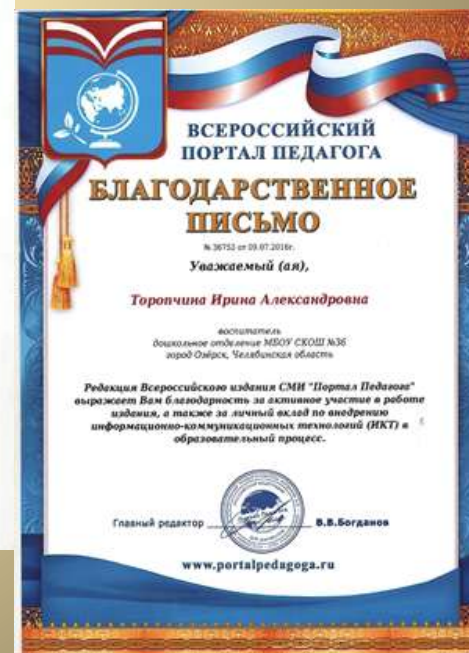 ВСЕРОССИЙСКИЙ
ПОРТАЛ ПЕДАГОГА
БЛАГОДАРСТВЕННОЕ
ПИСЬМО
№ 36752 от 09.07.2016г.
Уважаемый (ая),
Торопчина Ирина Александровна
воспитатель
дошкольное отделение МБОУ СКОШ №36
город Озёрск, Челябинская область
Редакция Всероссийского издания СМИ "Портал Педагога"
выражает Вам благодарность за активное участие в работе
издания, а также за личный вклад по внедрению
информационно-коммуникационных технологий (ИКТ) в
образовательный процесс.
Главный редактор
В.В.Богданов
www.portalpedagoga.ru